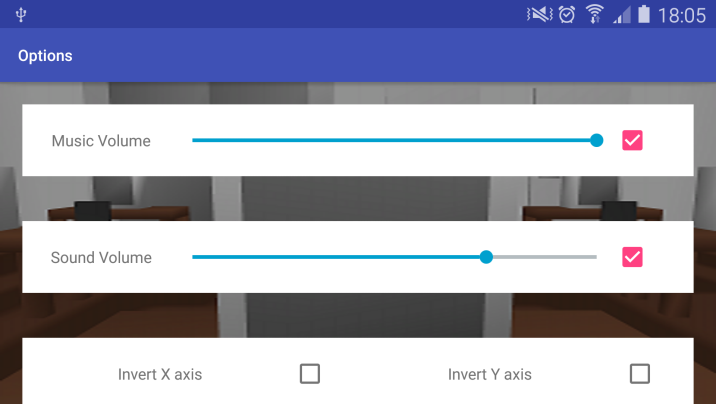 18:05
Options
Music Volume
Sound Volume
Invert X axis Invert Y axis